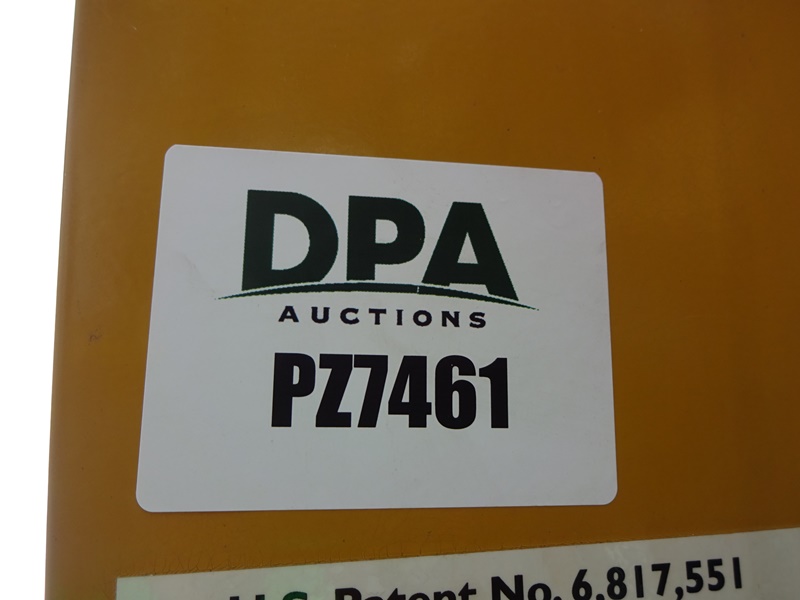 DPA
AUCTIONS
PZ7461
U.S. Patent No. 6,817,551